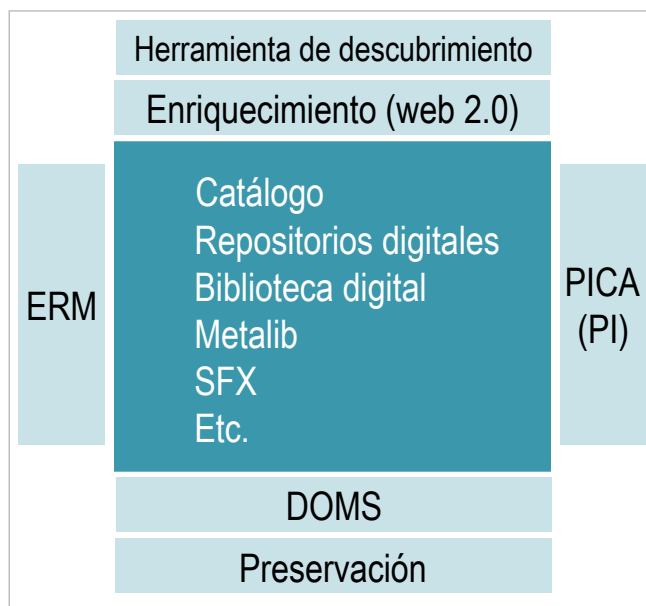 Herramienta de descubrimiento
Enriquecimiento (web 2.0)
ERM
Catálogo
Repositorios digitales
Biblioteca digital
Metalib
SFX
Etc.
PICA
(PI)
DOMS
Preservación